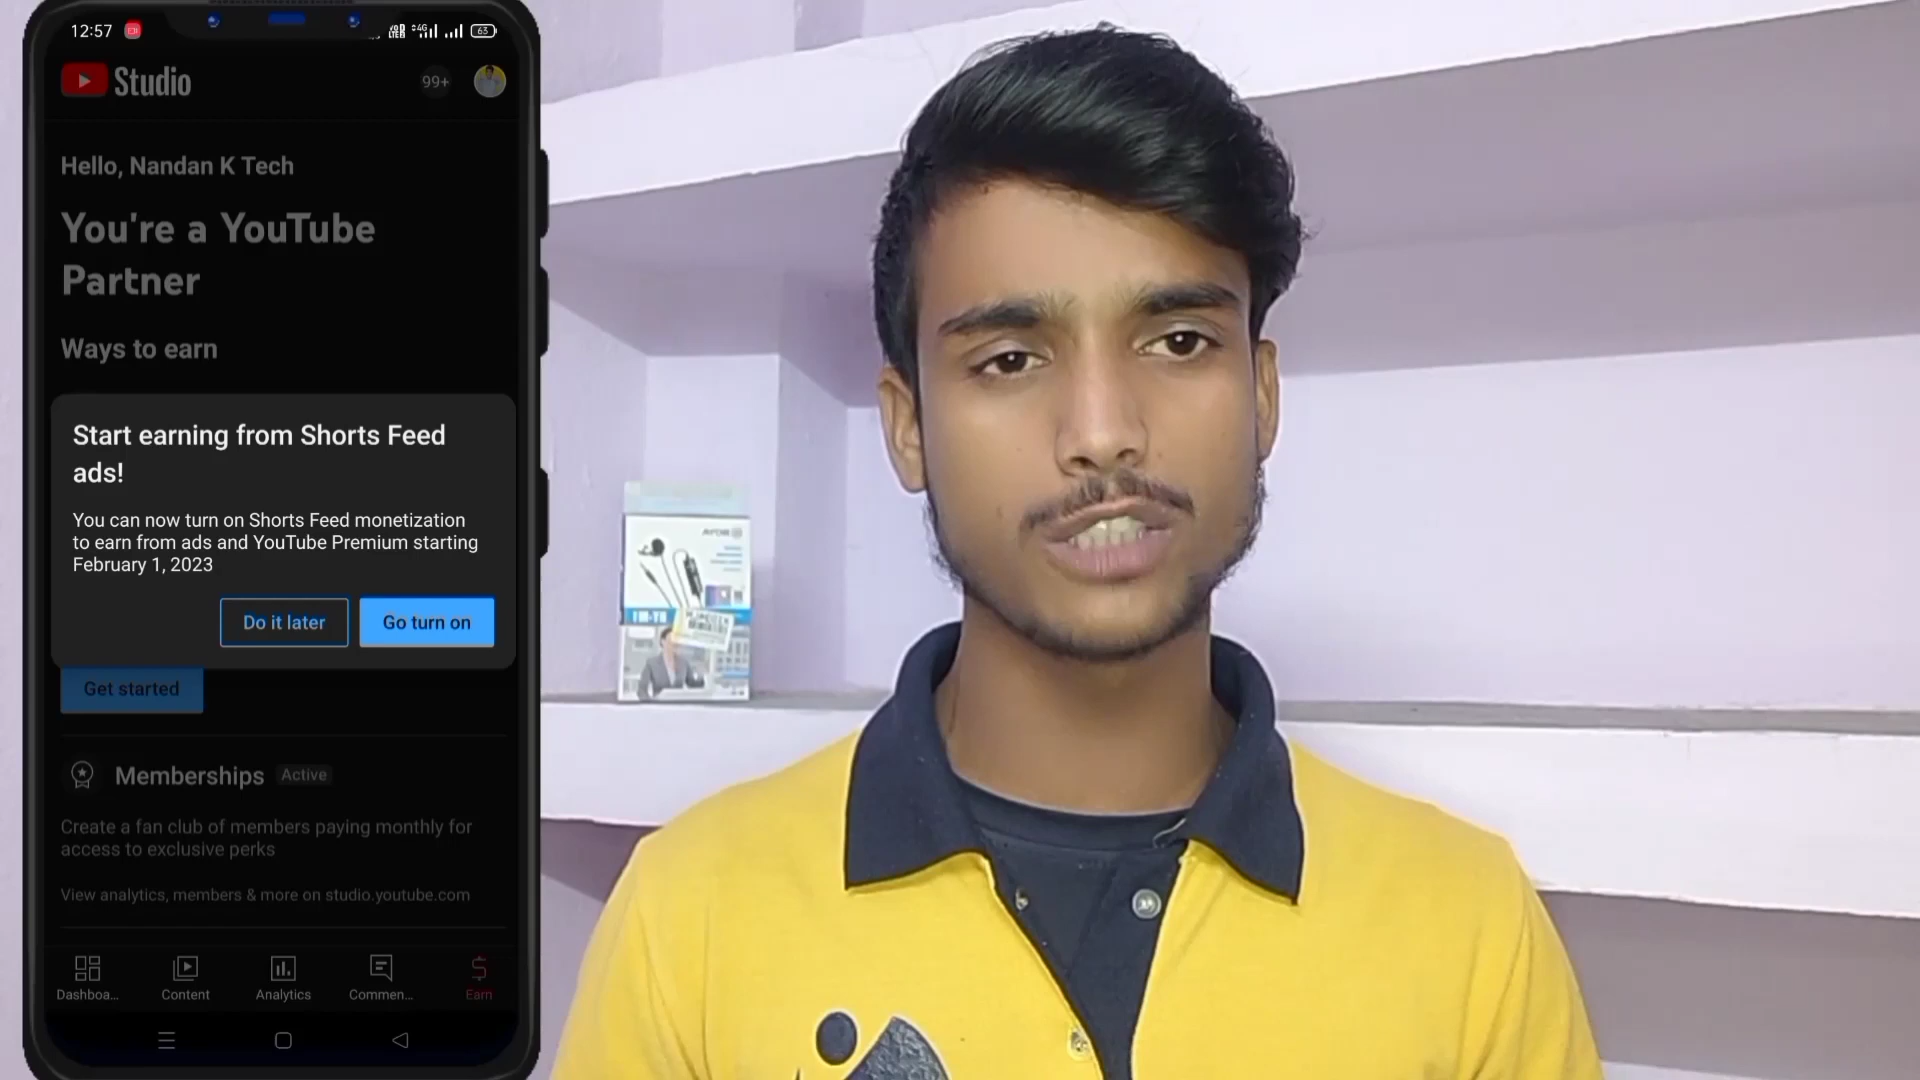 12:57
63
Studio
99+
Hello, Nandan K Tech
You're a YouTube
Partner
Ways to earn
Start earning from Shorts Feed
ads!
You can now turn on Shorts Feed monetization
to earn from ads and YouTube Premium starting
February 1, 2023
Do it later
Go turn on
Get started
Memberships
Active
Create a fan club of members paying monthly for
access to exclusive perks
View analytics, members & more on studio.youtube.com
Dashboa...
Content
Analytics
Commen...
Earn